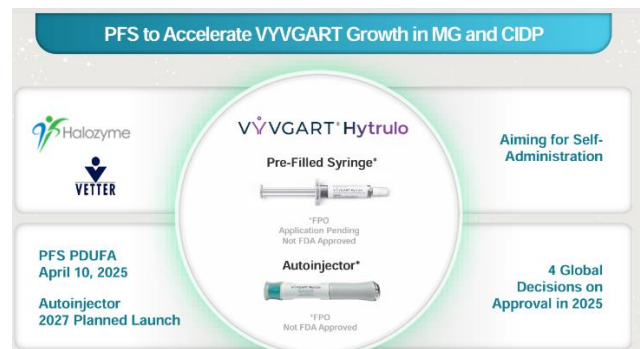 PFS to Accelerate VYVGART Growth in MG and CIDP
Halozyme
VETTER
VYVGART® Hytrulo
Pre-Filled Syringe*
*FPO
Application Pending
Not FDA Approved
Autoinjector*
*FPO
Not FDA Approved
Aiming for Self-
Administration
PFS PDUFA
April 10, 2025
Autoinjector
2027 Planned Launch
4 Global
Decisions on
Approval in 2025